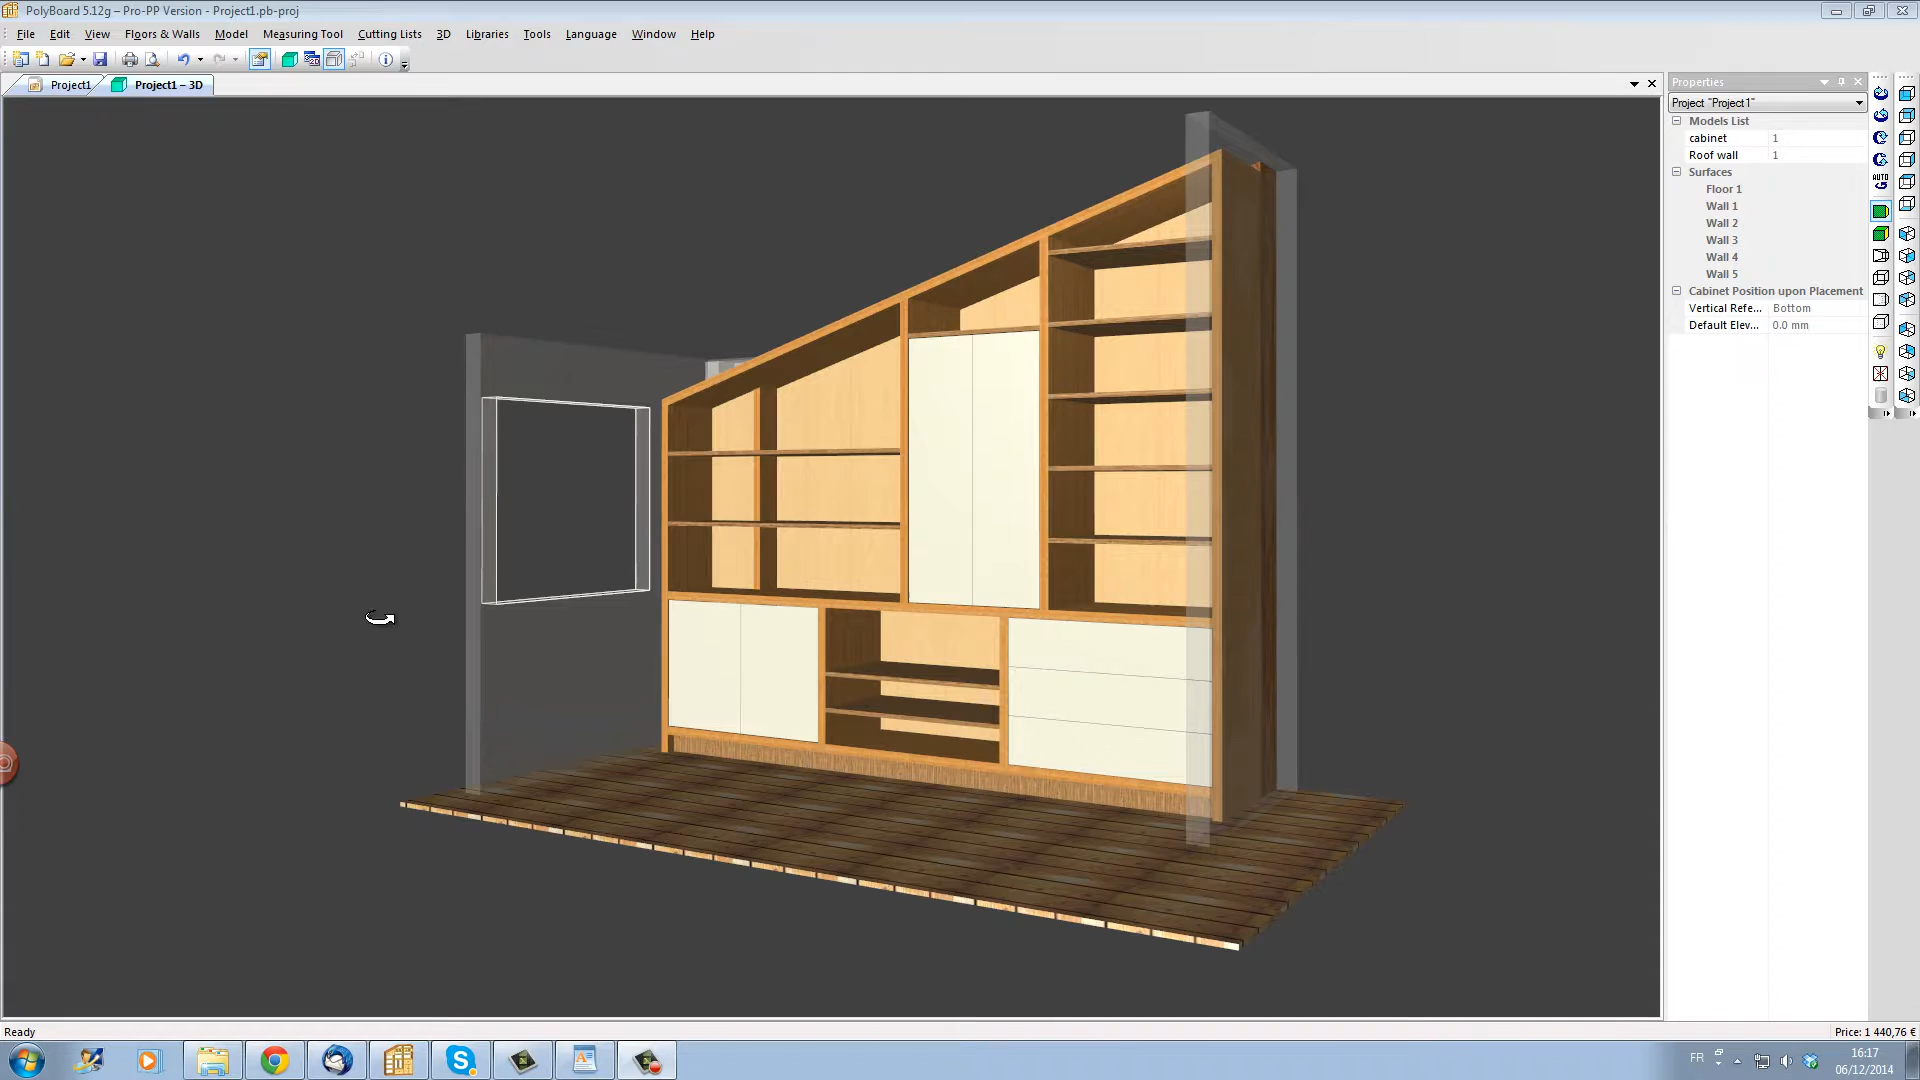 PolyBoard 5.12g – Pro-PP Version - Project1.pb-proj
File Edit View Floors & Walls Model Measuring Tool Cutting Lists 3D Libraries Tools Language Window Help
Project1 Project1 – 3D
Properties
Project "Project1"
Models List
cabinet 1
Roof wall 1
AUTO
Surfaces
Floor 1
Wall 1
Wall 2
Wall 3
Wall 4
Wall 5
Cabinet Position upon Placement
Vertical Refe... Bottom
Default Elev... 0.0 mm
Ready
Price: 1 440,76 €
FR
16:17
06/12/2014